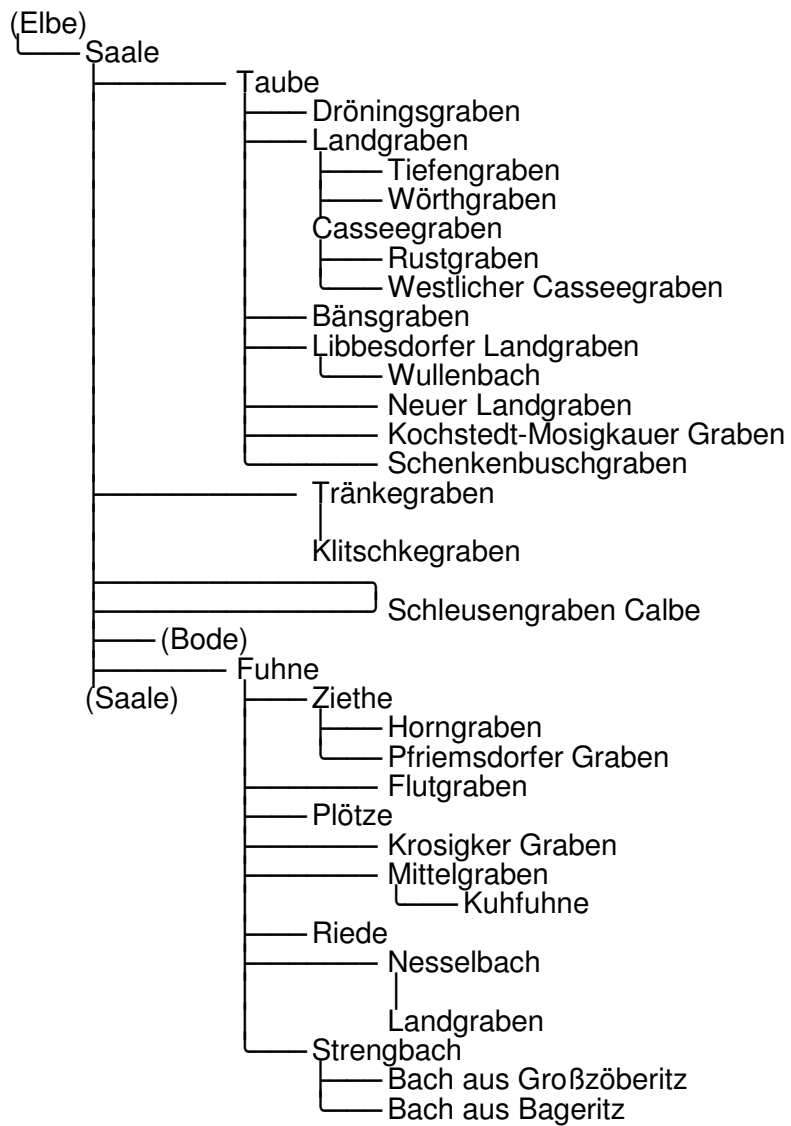 (Elbe)
Saale
Taube
Dröningsgraben
Landgraben
Tiefengraben
Wörthgraben
Casseegraben
Rustgraben
Westlicher Casseegraben
Bänsgraben
Libbesdorfer Landgraben
Wullenbach
Neuer Landgraben
Kochstedt-Mosigkauer Graben
Schenkenbuschgraben
Tränkegraben
Klitschkegraben
Schleusengraben Calbe
(Bode)
Fuhne
(Saale) Ziethe
Horngraben
Pfriemsdorfer Graben
Flutgraben
Plötze
Krosigker Graben
Mittelgraben
Kuhfuhne
Riede
Nesselbach
Landgraben
Strengbach
Bach aus Großzöberitz
Bach aus Bageritz